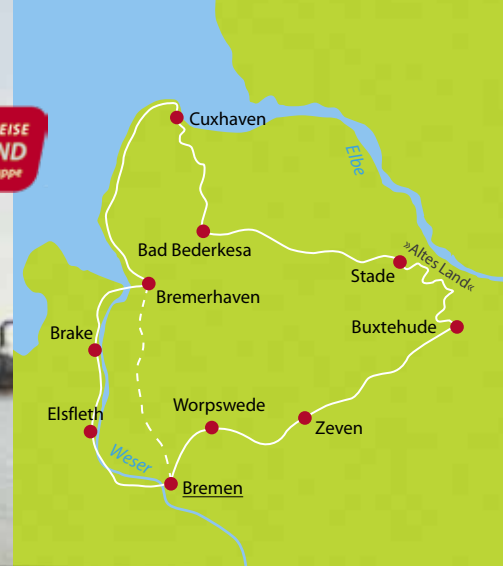 EISE
ND
ppe
Cuxhaven
Elbe
Bad Bederkesa
»Altes Land«
Stade
Bremerhaven
Buxtehude
Brake
Worpswede
Elsfleth
Zeven
Weser
Bremen